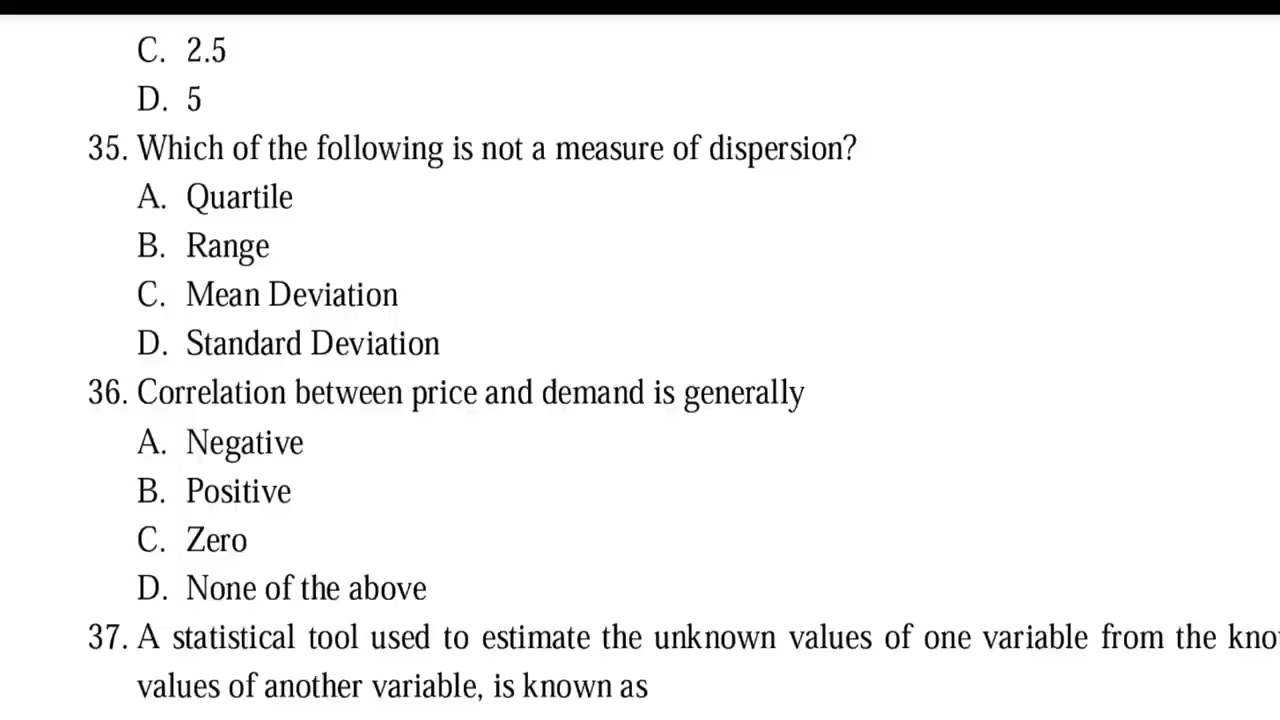 C. 2.5
D. 5
35. Which of the following is not a measure of dispersion?
A. Quartile
B. Range
C. Mean Deviation
D. Standard Deviation
36. Correlation between price and demand is generally
A. Negative
B. Positive
C. Zero
D. None of the above
37. A statistical tool used to estimate the unknown values of one variable from the
values of another variable, is known as